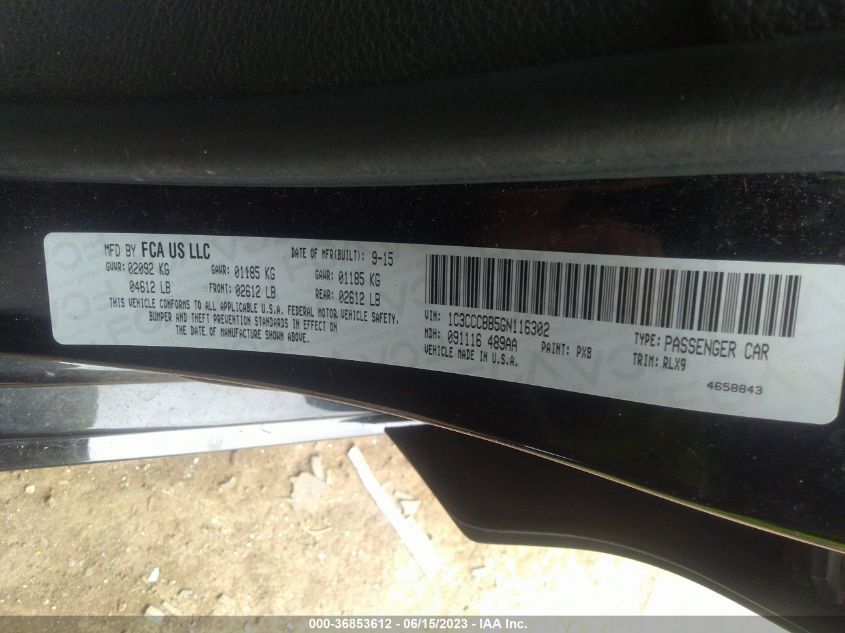 MFD BY FCA US LLC
DATE OF MFR(BUILT): 9-15
GVWR: 02092 KG GAWR: 01185 KG GAWR: 01185 KG
04612 LB FRONT: 02612 LB REAR: 02612 LB
THIS VEHICLE CONFORMS TO ALL APPLICABLE U.S.A. FEDERAL MOTOR VEHICLE SAFETY,
BUMPER AND THEFT PREVENTION STANDARDS IN EFFECT ON
THE DATE OF MANUFACTURE SHOWN ABOVE.
VIN: 1C3CCCBB5GN116302
TYPE: PASSENGER CAR
MDH: 091116 489AA PAINT: PX8 TRIM: RLX9
VEHICLE MADE IN U.S.A.
4658843
000-36853612 - 06/15/2023 - IAA Inc.